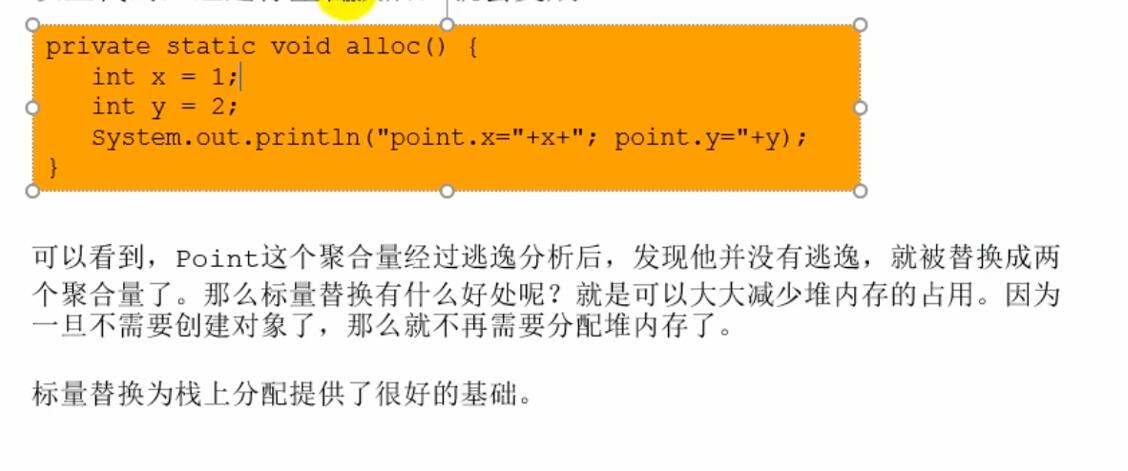 private static void alloc() {
int x = 1;
int y = 2;
System.out.println("point.x="+x+"; point.y="+y);
}
可以看到，Point这个聚合量经过逃逸分析后，发现他并没有逃逸，就被替换成两
个聚合量了。那么标量替换有什么好处呢？就是可以大大减少堆内存的占用。因为
一旦不需要创建对象了，那么就不再需要分配堆内存了。
标量替换为栈上分配提供了很好的基础。